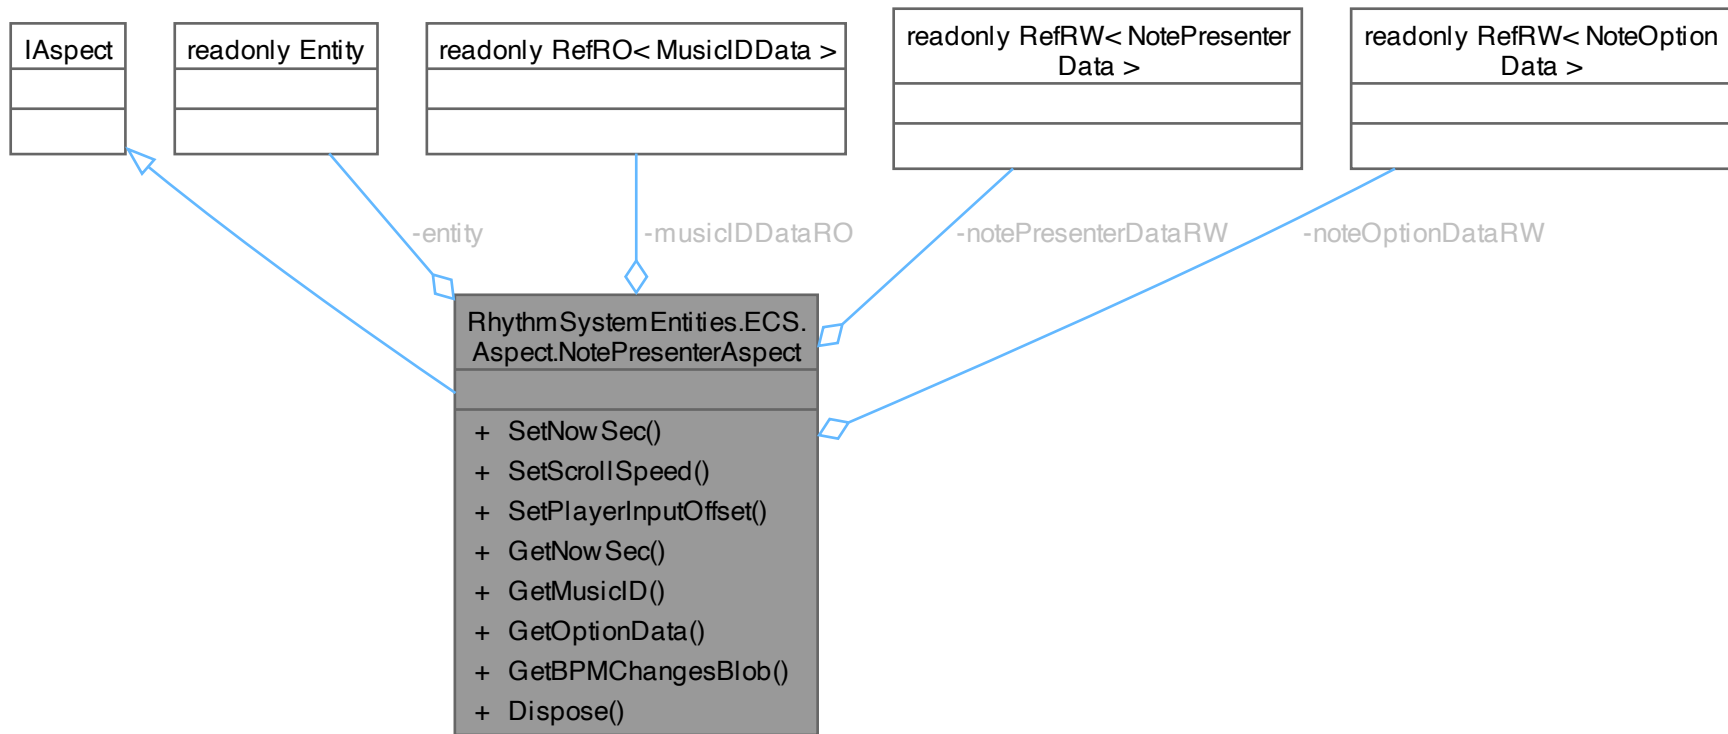 IAspect
readonly Entity
readonly RefRO< MusicIDData >
readonly RefRW< NotePresenter
Data >
readonly RefRW< NoteOption
Data >
-entity
-musicIDDataRO
-notePresenterDataRW
-noteOptionDataRW
RhythmSystemEntities.ECS.
Aspect.NotePresenterAspect
+ SetNowSec()
+ SetScrollSpeed()
+ SetPlayerInputOffset()
+ GetNowSec()
+ GetMusicID()
+ GetOptionData()
+ GetBPMChangesBlob()
+ Dispose()